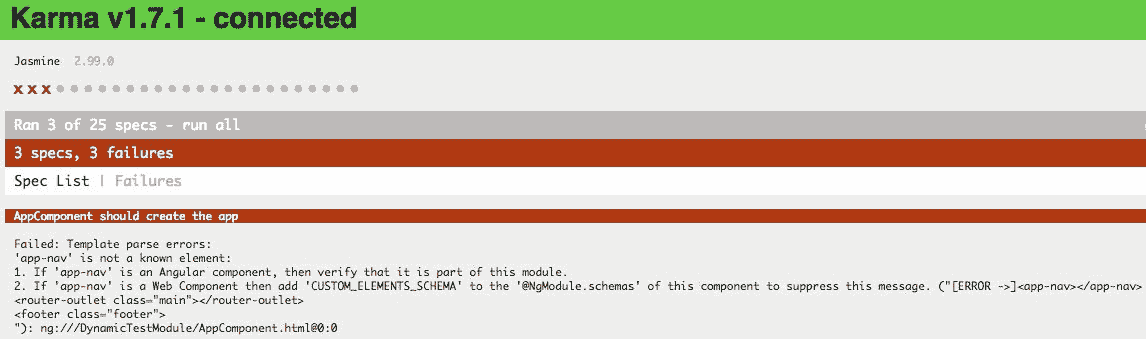 Karma v1.7.1 - connected
Jasmine 2.99.0
x x x
Ran 3 of 25 specs - run all
3 specs, 3 failures
Spec List | Failures
AppComponent should create the app
Failed: Template parse errors:
'app-nav' is not a known element:
1. If 'app-nav' is an Angular component, then verify that it is part of this module.
2. If 'app-nav' is a Web Component then add 'CUSTOM_ELEMENTS_SCHEMA' to the '@NgModule.schemas' of this component to suppress this message. ("[ERROR ->]<app-nav></app-nav>
<router-outlet class="main"></router-outlet>
<footer class="footer">
"): ng:///DynamicTestModule/AppComponent.html@0:0